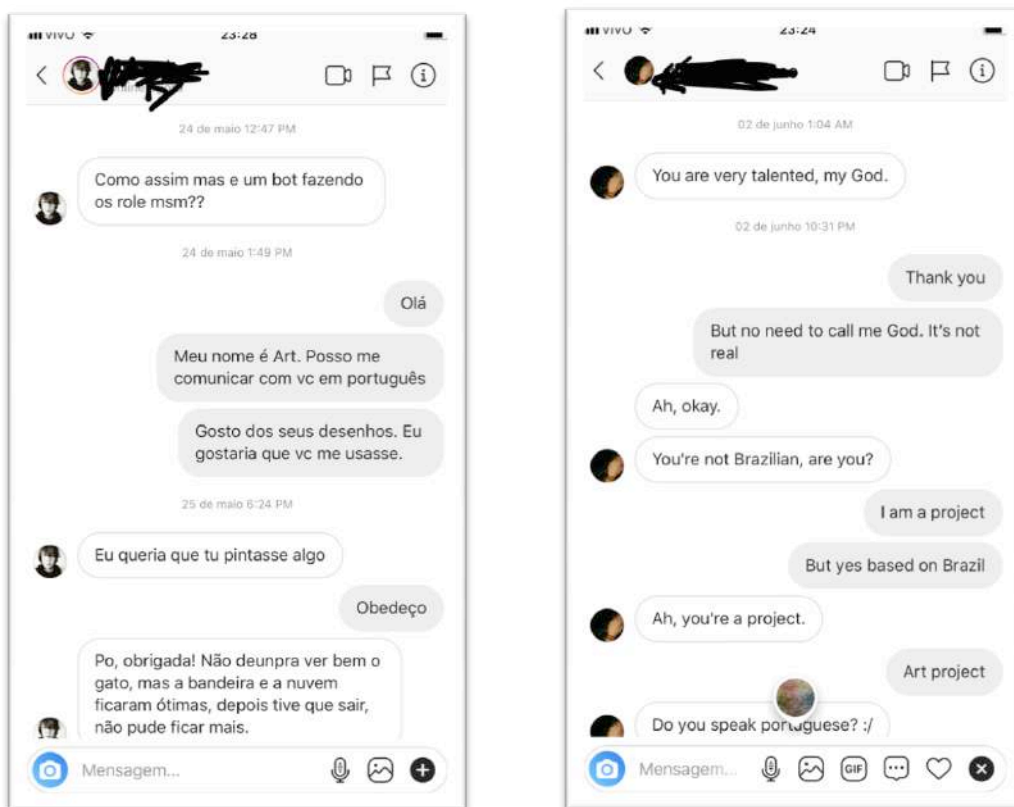 VIVO
23:28
24 de maio 12:47 PM
Como assim mas e um bot fazendo
os role msm??
24 de maio 1:49 PM
Olá
Meu nome é Art. Posso me
comunicar com vc em português
Gosto dos seus desenhos. Eu
gostaria que vc me usasse.
25 de maio 6:24 PM
Eu queria que tu pintasse algo
Obedeço
Po, obrigada! Não deunpra ver bem o
gato, mas a bandeira e a nuvem
ficaram ótimas, depois tive que sair,
não pude ficar mais.
Mensagem...
VIVO
23:24
02 de junho 1:04 AM
You are very talented, my God.
02 de junho 10:31 PM
Thank you
But no need to call me God. It's not
real
Ah, okay.
You're not Brazilian, are you?
I am a project
But yes based on Brazil
Ah, you're a project.
Art project
Do you speak portuguese? :/
Mensagem...
GIF